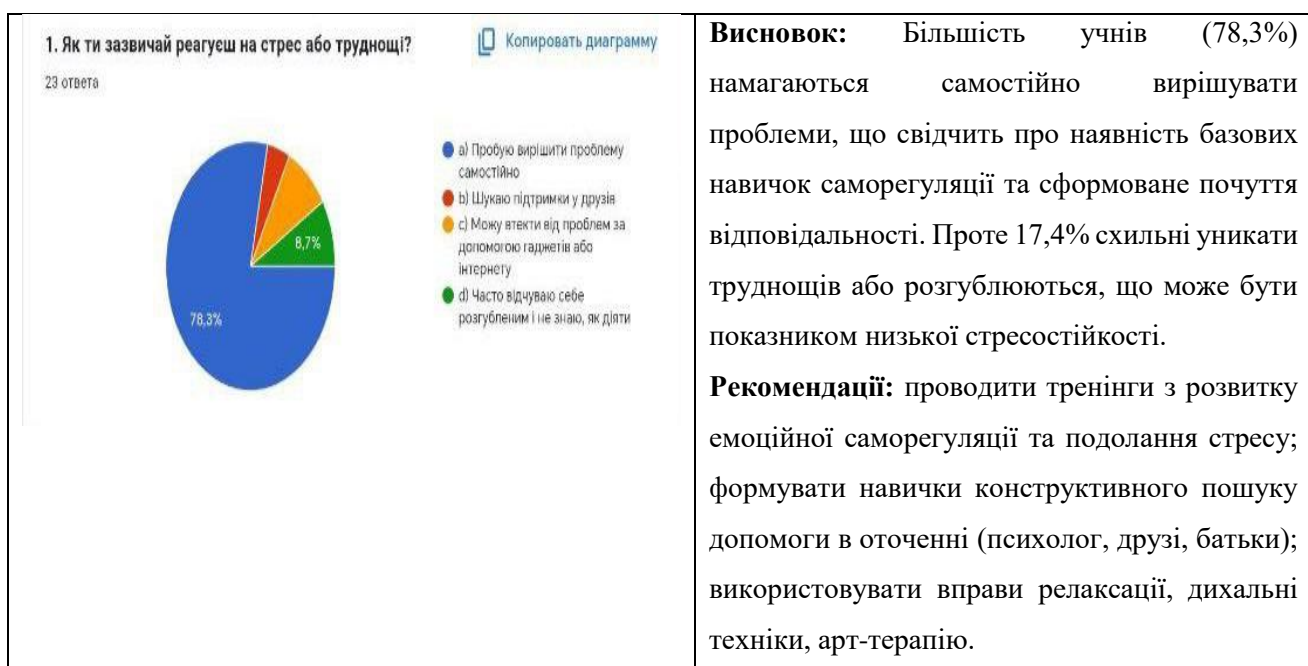 1. Як ти зазвичай реагуєш на стрес або труднощі?
Копировать диаграмму
23 ответа
a) Пробую вирішити проблему
самостійно
b) Шукаю підтримки у друзів
c) Можу втекти від проблем за
допомогою гаджетів або
інтернету
d) Часто відчуваю себе
розгубленим і не знаю, як діяти
8,7%
78,3%
Висновок: Більшість учнів (78,3%)
намагаються самостійно вирішувати
проблеми, що свідчить про наявність базових
навичок саморегуляції та сформоване почуття
відповідальності. Проте 17,4% схильні уникати
труднощів або розгублюються, що може бути
показником низької стресостійкості.
Рекомендації: проводити тренінги з розвитку
емоційної саморегуляції та подолання стресу;
формувати навички конструктивного пошуку
допомоги в оточенні (психолог, друзі, батьки);
використовувати вправи релаксації, дихальні
техніки, арт-терапію.